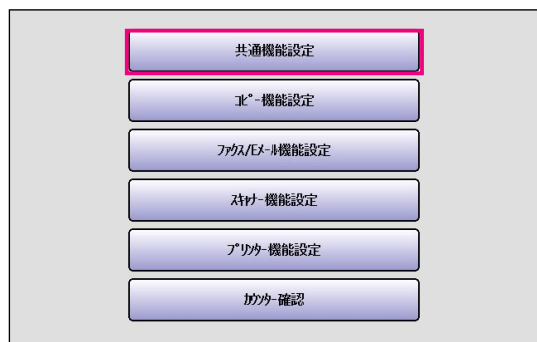 共通機能設定
ｺﾋﾟｰ機能設定
ﾌｧｸｽ/Eﾒｰﾙ機能設定
ｽｷｬﾅｰ機能設定
ﾌﾟﾘﾝﾀｰ機能設定
ｶｳﾝﾀｰ確認